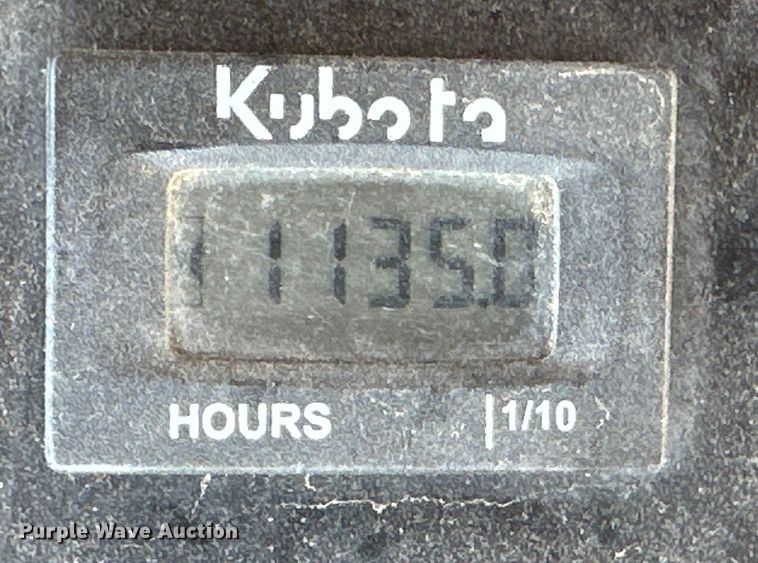 Kubota
1135.0
HOURS 1/10
Purple Wave Auction